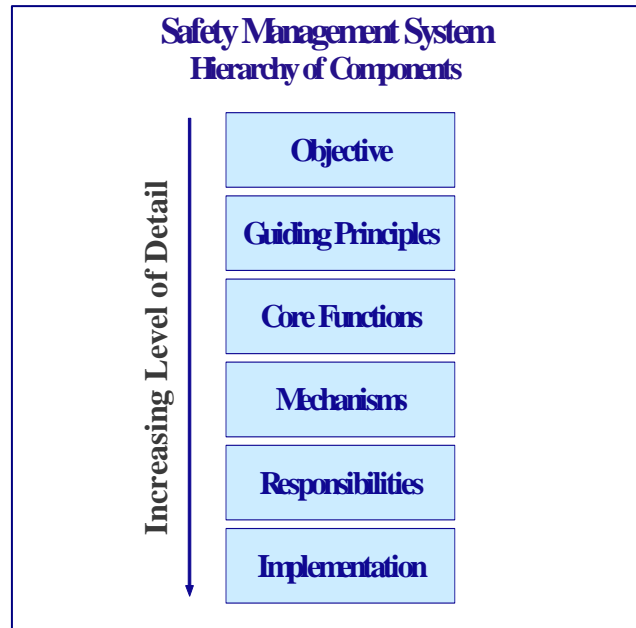 Safety Management System
Hierarchy of Components
Increasing Level of Detail
Objective
Guiding Principles
Core Functions
Mechanisms
Responsibilities
Implementation